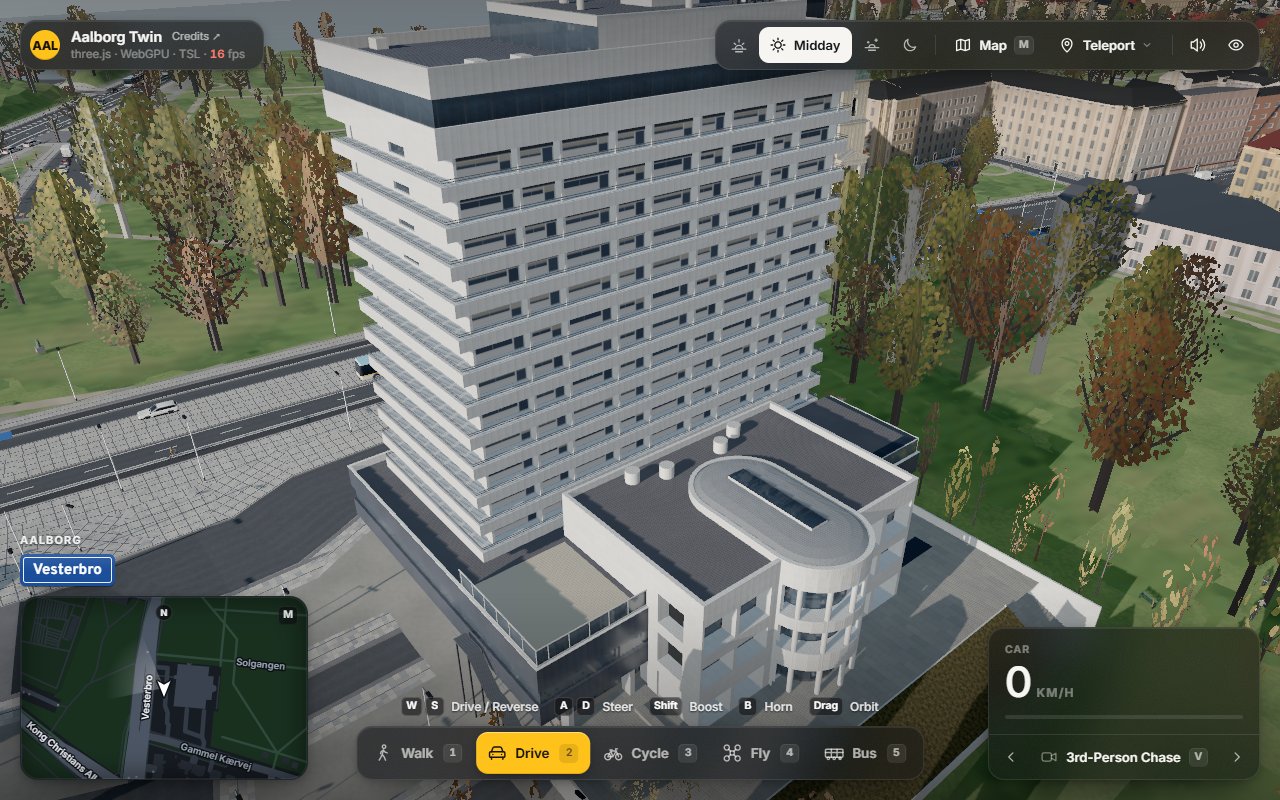 AAL
Aalborg Twin Credits ↗
three.js · WebGPU · TSL · 16 fps
Midday
Map M
Teleport
AALBORG
Vesterbro
N
M
Solgangen
Vesterbro
Gammel Kærvej
Kong Christians Al
W S Drive / Reverse A D Steer Shift Boost B Horn Drag Orbit
Walk 1 Drive 2 Cycle 3 Fly 4 Bus 5
CAR
0 KM/H
3rd-Person Chase V